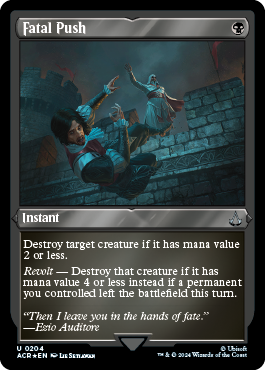 Fatal Push
Instant
Destroy target creature if it has mana value
2 or less.
Revolt — Destroy that creature if it has
mana value 4 or less instead if a permanent
you controlled left the battlefield this turn.
“Then I leave you in the hands of fate.”
—Ezio Auditore
U 0204
ACR★EN Lie Setiawan
© Ubisoft
™ & © 2024 Wizards of the Coast